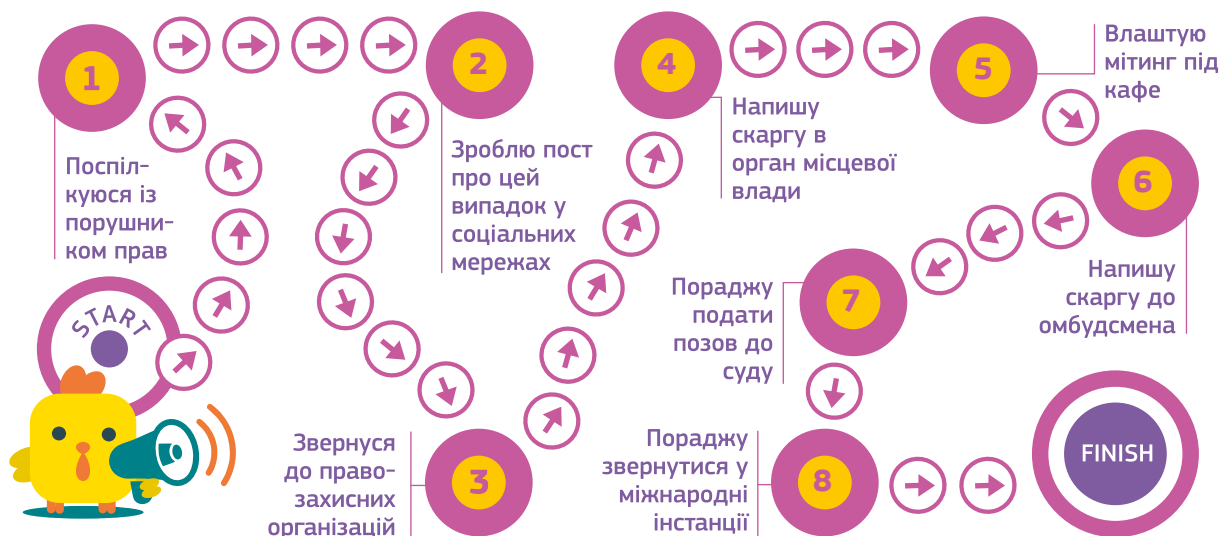 START
1
Поспіл-
куюся із
порушни-
ком прав
2
Зроблю пост
про цей
випадок у
соціальних
мережах
3
Звернуся
до право-
захисних
організацій
4
Напишу
скаргу в
орган місцевої
влади
5
Влаштую
мітинг під
кафе
6
Напишу
скаргу до
омбудсмена
7
Пораджу
подати
позов до
суду
8
Пораджу
звернутися у
міжнародні
інстанції
FINISH